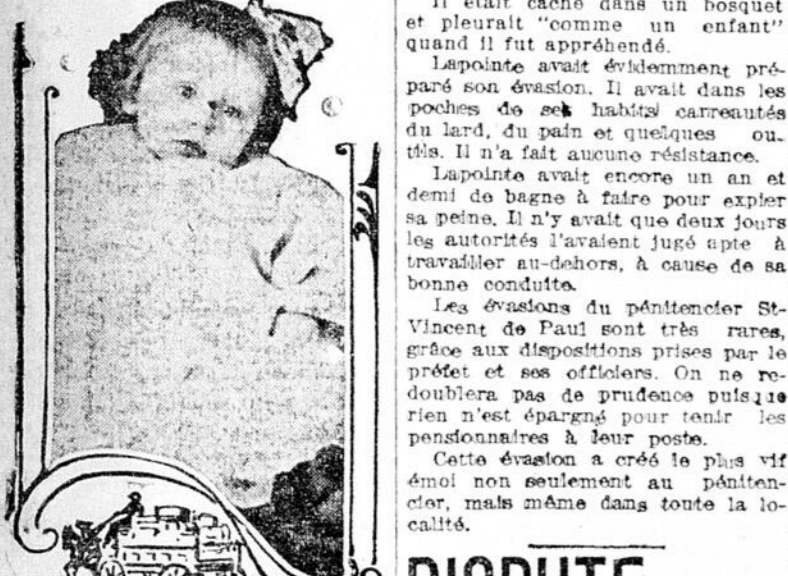 Il était caché dans un bosquet
et pleurait "comme un enfant"
quand il fut appréhendé.
Lapointe avait évidemment pré-
paré son évasion. Il avait dans les
poches de ses habits carreautés
du lard, du pain et quelques ou-
tils. Il n'a fait aucune résistance.
Lapointe avait encore un an et
demi de bagne à faire pour expier
sa peine. Il n'y avait que deux jours
les autorités l'avaient jugé apte à
travailler au-dehors, à cause de sa
bonne conduite.
Les évasions du pénitencier St-
Vincent de Paul sont très rares,
grâce aux dispositions prises par le
préfet et ses officiers. On ne re-
doublera pas de prudence puisque
rien n'est épargné pour tenir les
pensionnaires à leur poste.
Cette évasion a créé le plus vif
émoi non seulement au péniten-
cier, mais même dans toute la lo-
calité.
DISPUTE